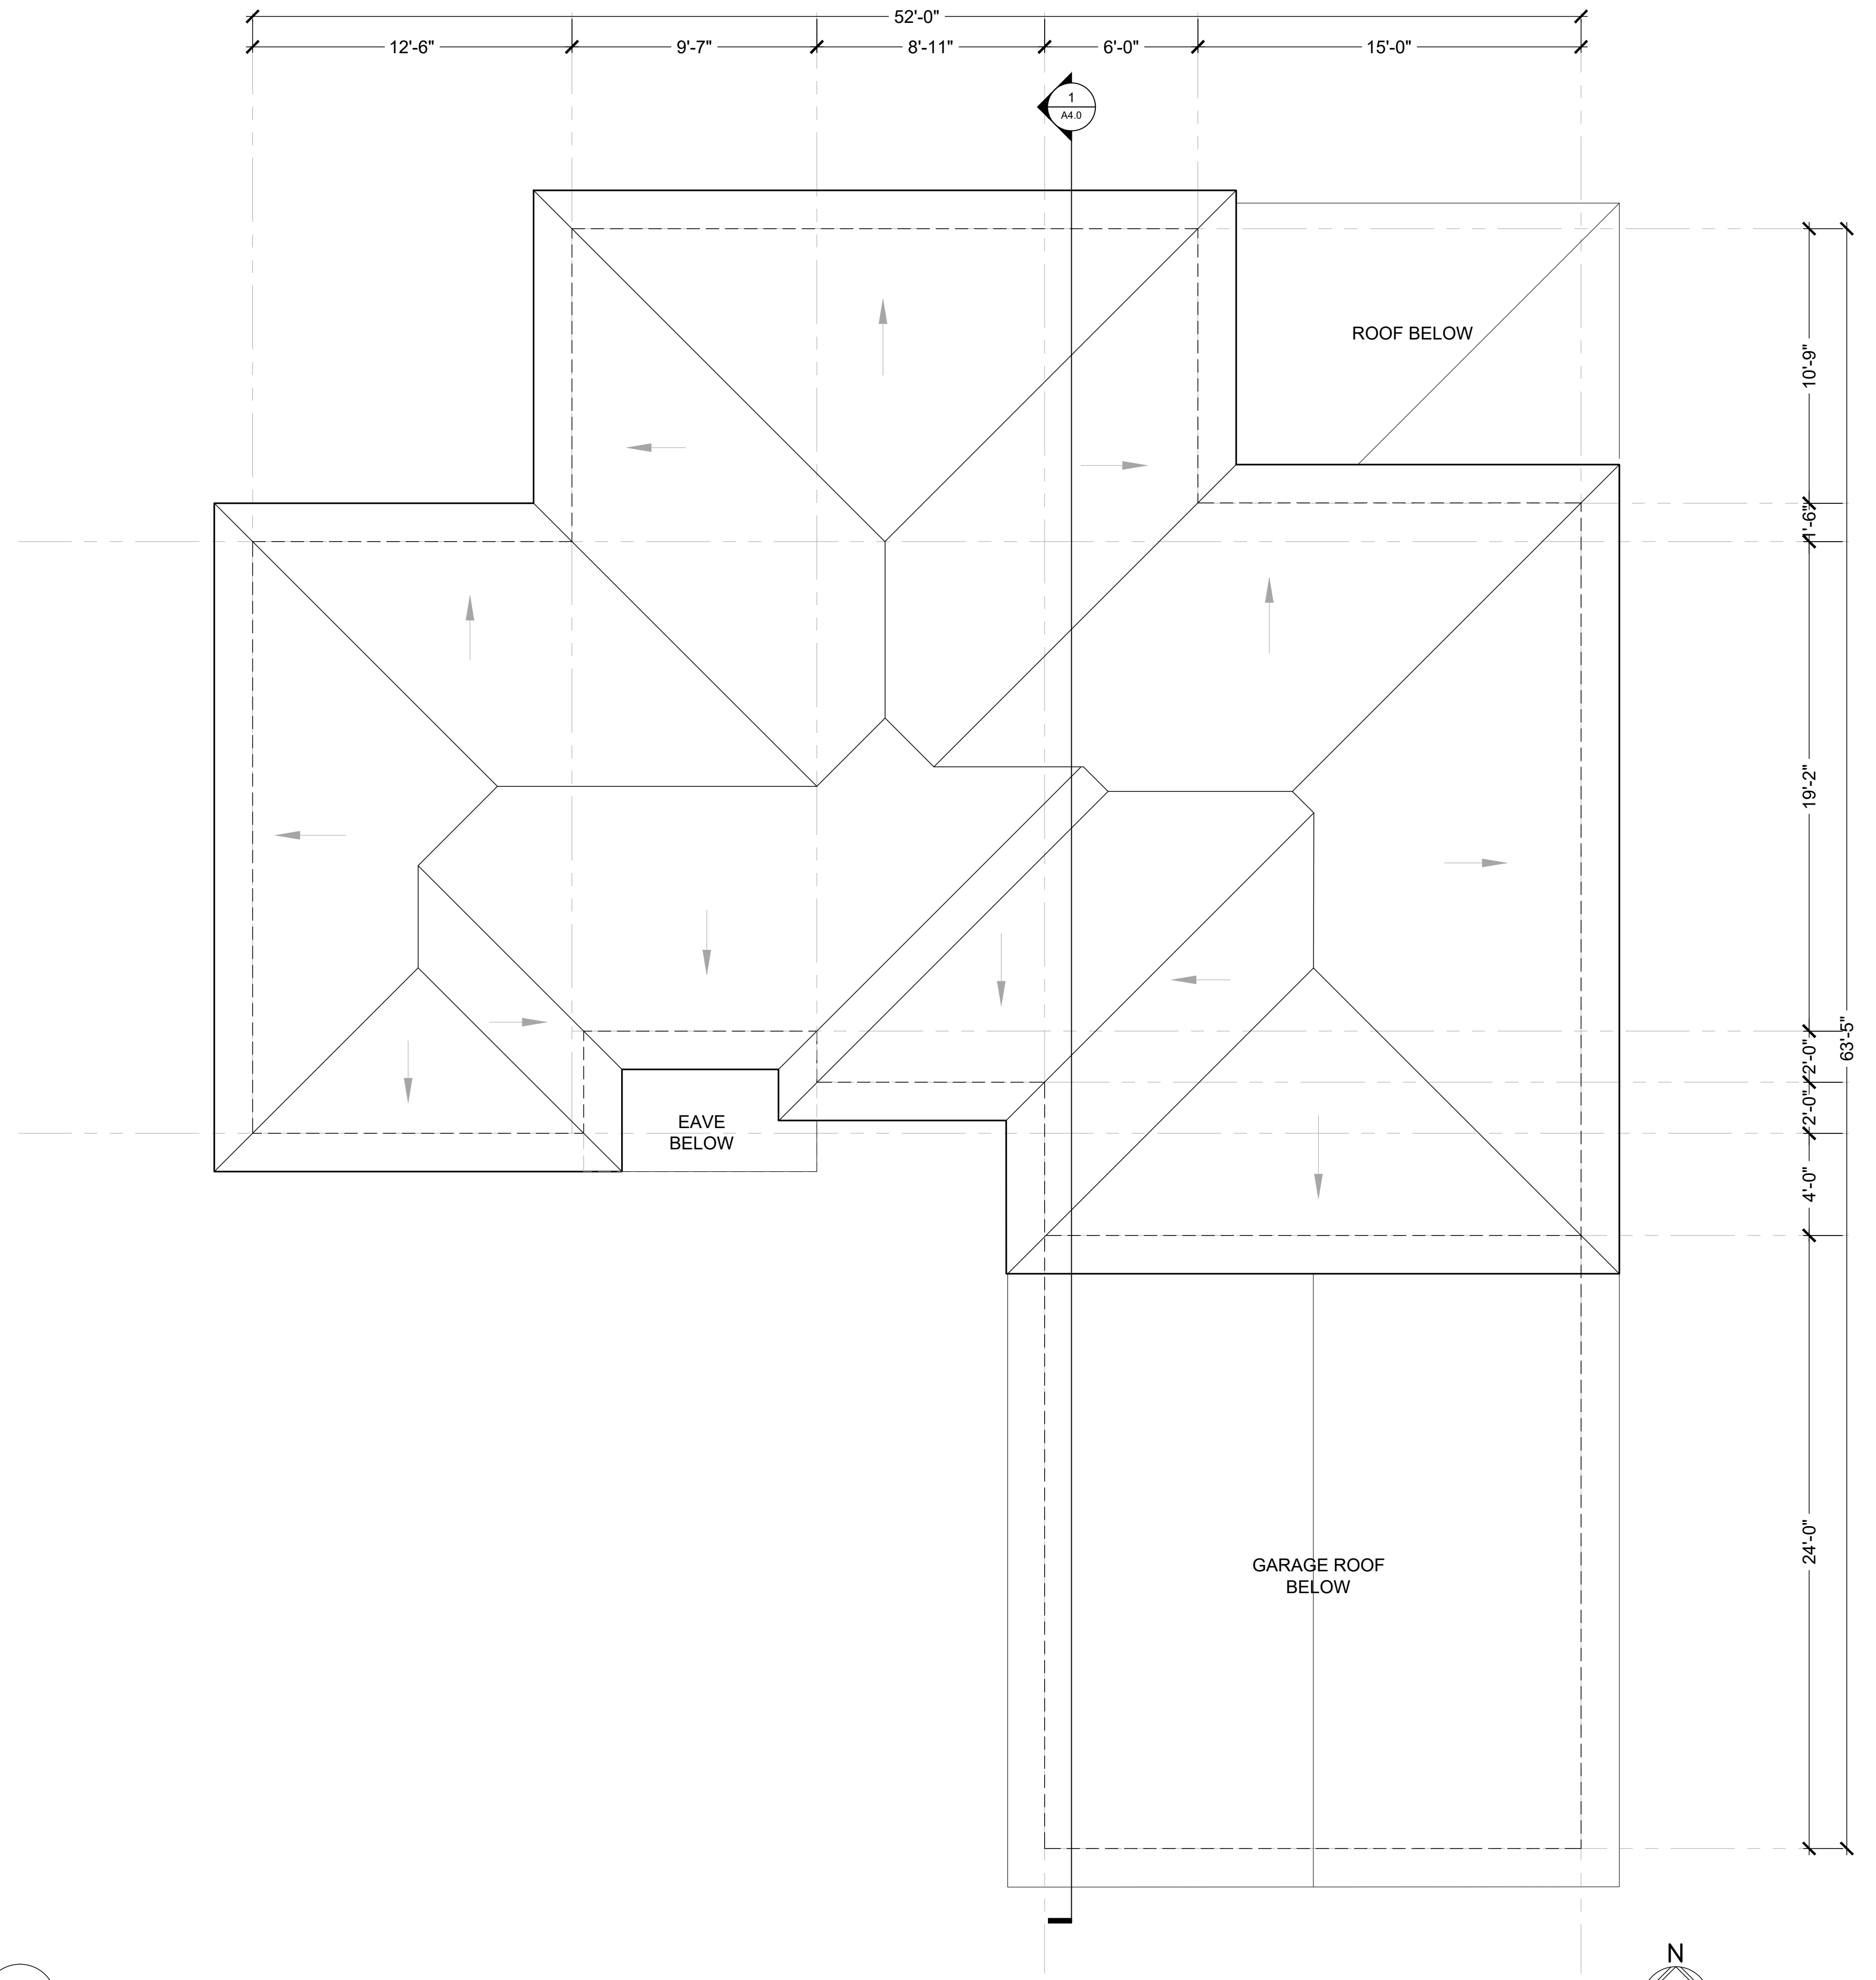 52'-0"
12'-6"
9'-7"
8'-11"
6'-0"
15'-0"
1
A4.0
ROOF BELOW
10'-9"
1'-6"
19'-2"
63'-5"
2'-0"
2'-0"
EAVE
BELOW
4'-0"
24'-0"
GARAGE ROOF
BELOW
N